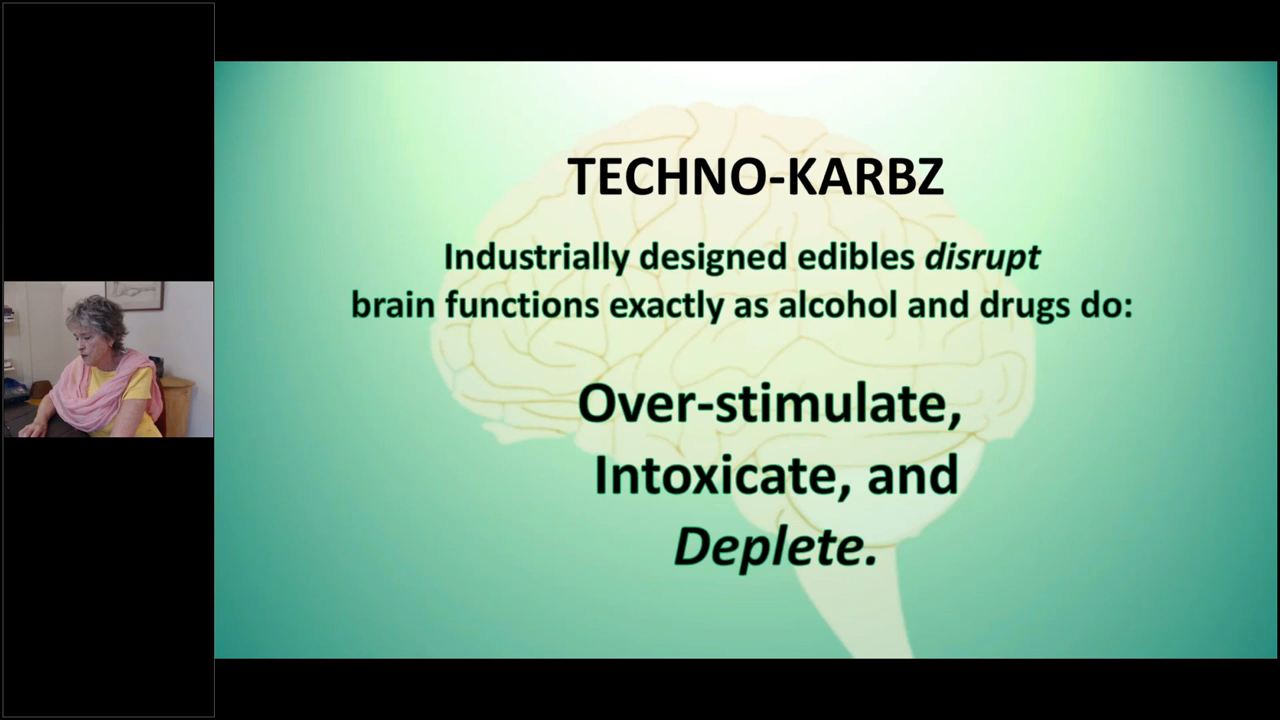 TECHNO-KARBZ
Industrially designed edibles disrupt
brain functions exactly as alcohol and drugs do:
Over-stimulate,
Intoxicate, and
Deplete.